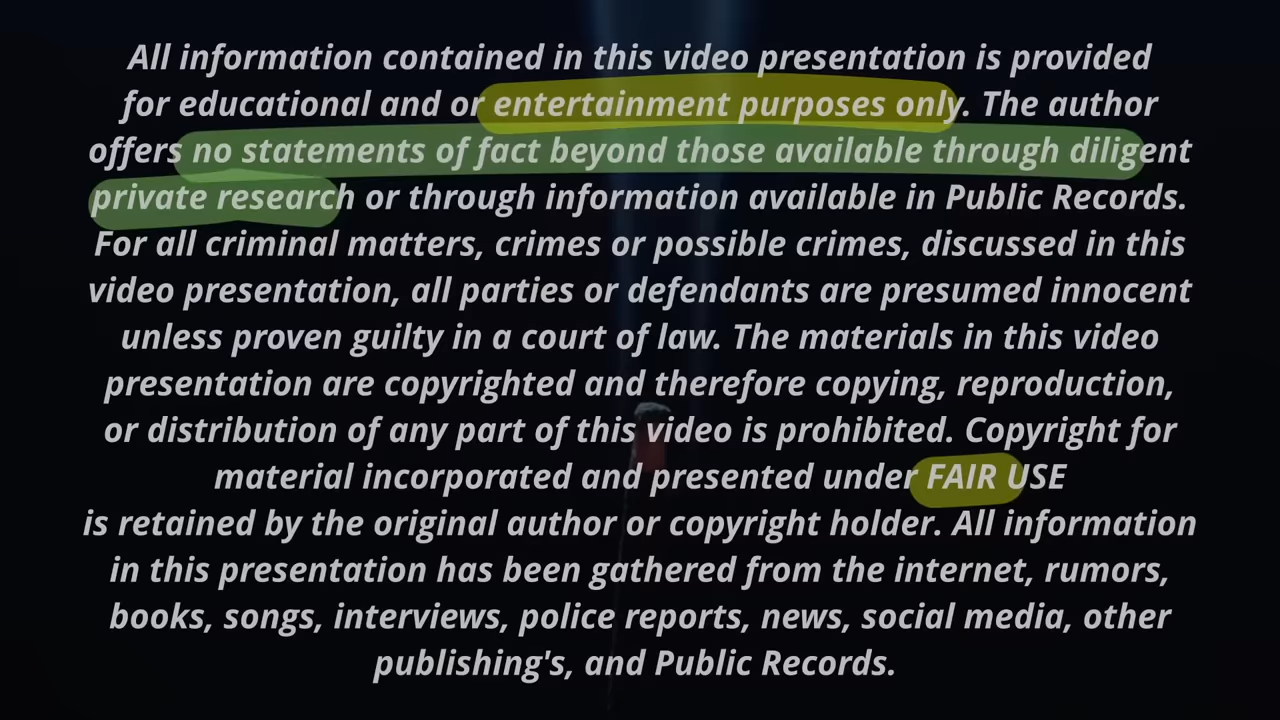 All information contained in this video presentation is provided
for educational and or entertainment purposes only. The author
offers no statements of fact beyond those available through diligent
private research or through information available in Public Records.
For all criminal matters, crimes or possible crimes, discussed in this
video presentation, all parties or defendants are presumed innocent
unless proven guilty in a court of law. The materials in this video
presentation are copyrighted and therefore copying, reproduction,
or distribution of any part of this video is prohibited. Copyright for
material incorporated and presented under FAIR USE
is retained by the original author or copyright holder. All information
in this presentation has been gathered from the internet, rumors,
books, songs, interviews, police reports, news, social media, other
publishing's, and Public Records.